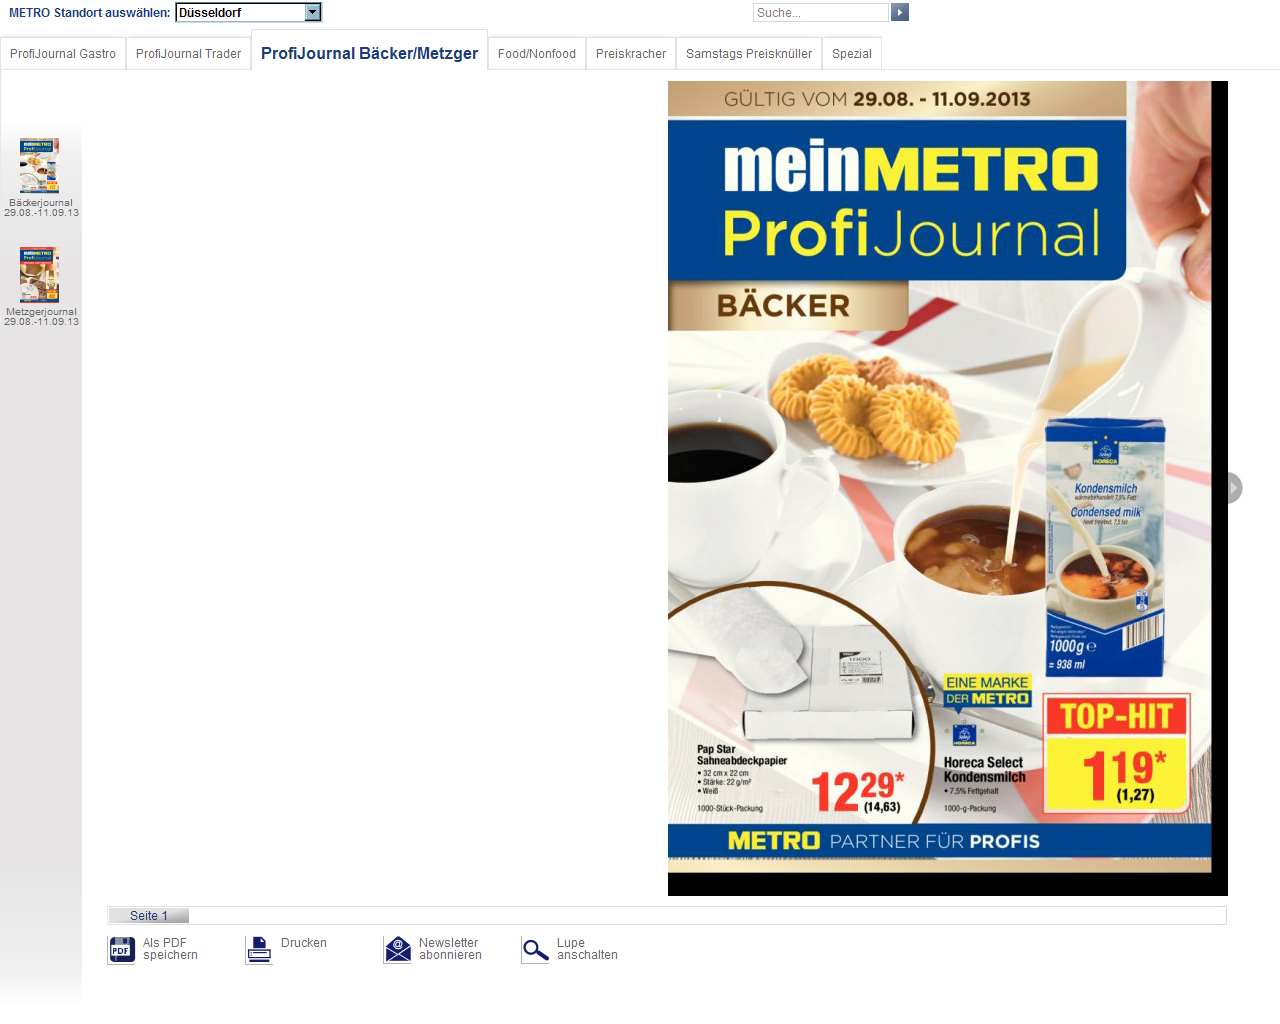 METRO Standort auswählen: Düsseldorf
Suche...
ProfiJournal Gastro
ProfiJournal Trader
ProfiJournal Bäcker/Metzger
Food/Nonfood
Preiskracher
Samstags Preisknüller
Spezial
Bäckerjournal
29.08.-11.09.13
Metzgerjournal
29.08.-11.09.13
GÜLTIG VOM 29.08. - 11.09.2013
meinMETRO
ProfiJournal
BÄCKER
HORECA
Kondensmilch
wärmebehandelt 7,5% Fett
Condensed milk
heat treated, 7,5 fat
1000g e
= 938 ml
1000
EINE MARKE
DER METRO
HORECA
Pap Star
Sahneabdeckpapier
• 32 cm x 22 cm
• Stärke: 22 g/m²
• Weiß
1000-Stück-Packung
12 29*
(14,63)
Horeca Select
Kondensmilch
• 7,5% Fettgehalt
1000-g-Packung
TOP-HIT
1 19*
(1,27)
METRO PARTNER FÜR PROFIS
Seite 1
PDF
Als PDF
speichern
Drucken
@
Newsletter
abonnieren
Lupe
anschalten